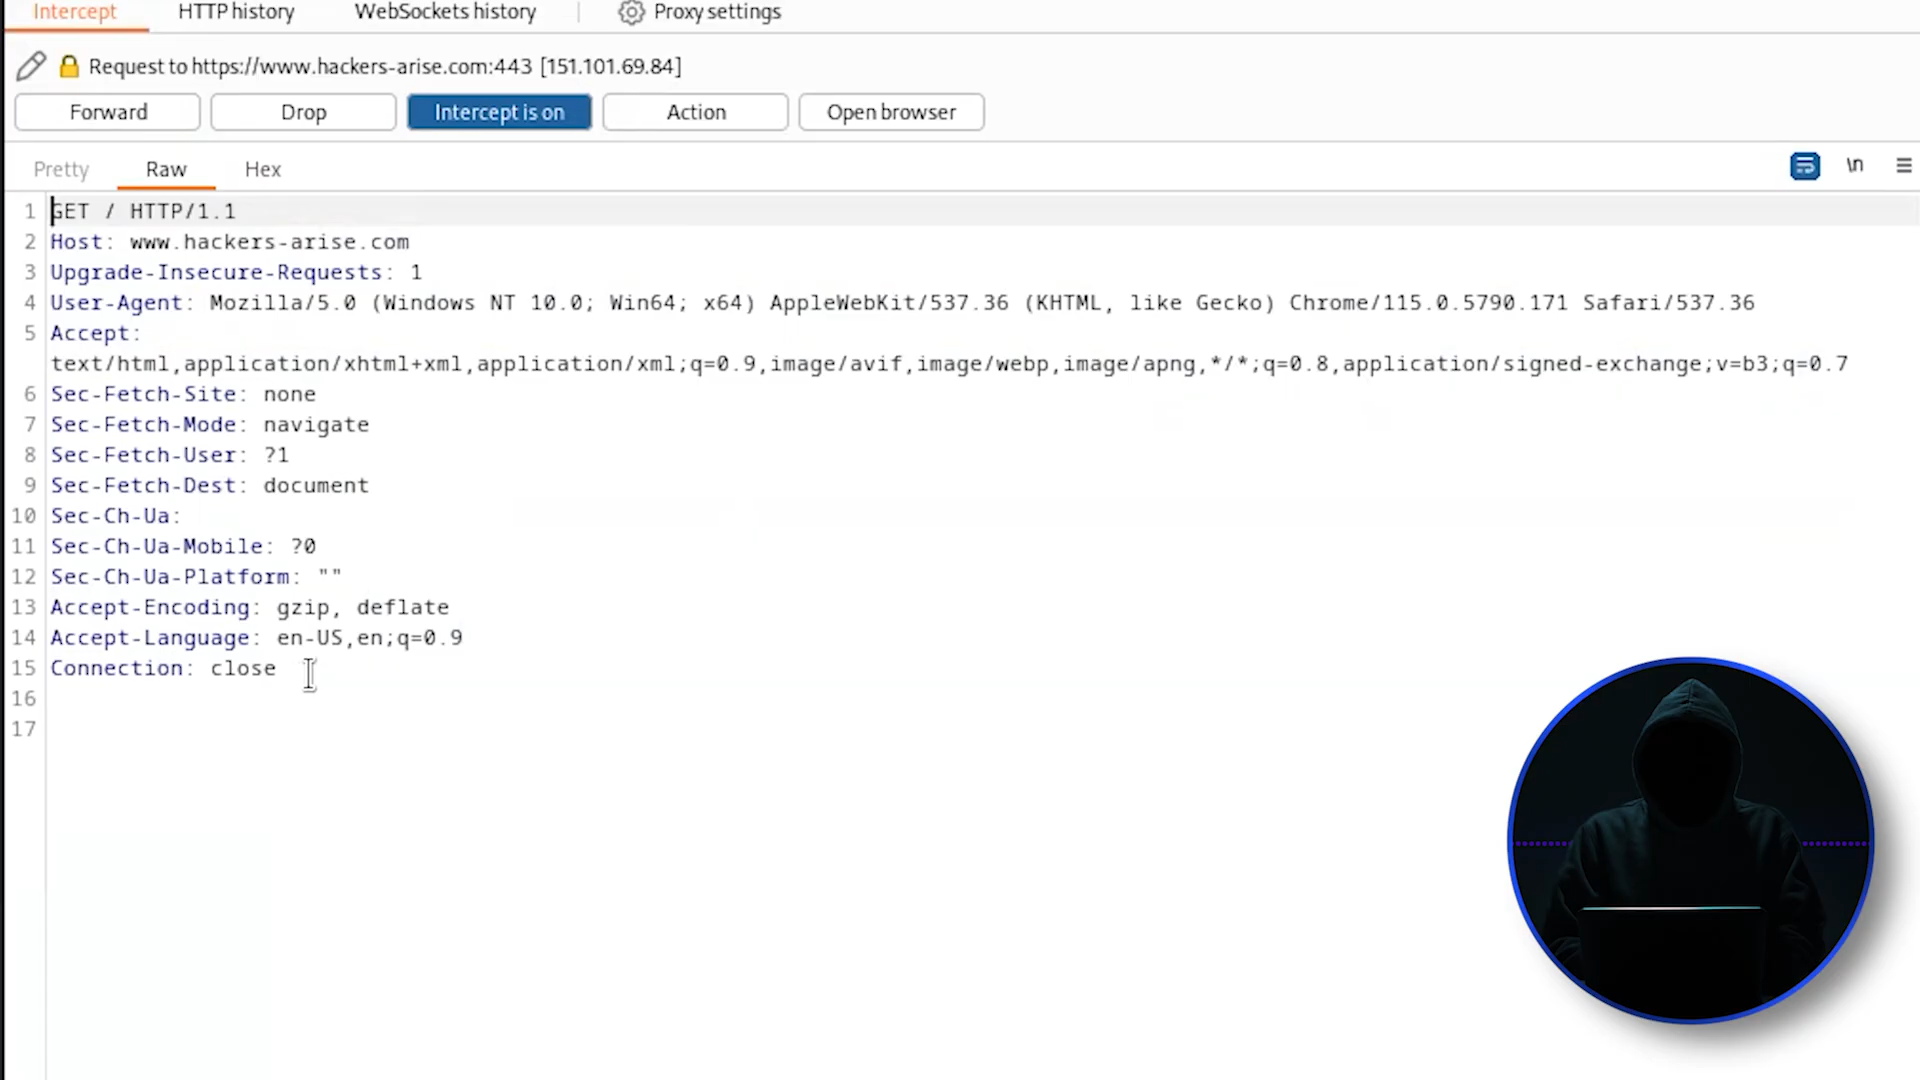 Intercept HTTP history WebSockets history Proxy settings
Request to https://www.hackers-arise.com:443 [151.101.69.84]
Forward Drop Intercept is on Action Open browser
Pretty Raw Hex \n
1 GET / HTTP/1.1
2 Host: www.hackers-arise.com
3 Upgrade-Insecure-Requests: 1
4 User-Agent: Mozilla/5.0 (Windows NT 10.0; Win64; x64) AppleWebKit/537.36 (KHTML, like Gecko) Chrome/115.0.5790.171 Safari/537.36
5 Accept:
text/html,application/xhtml+xml,application/xml;q=0.9,image/avif,image/webp,image/apng,*/*;q=0.8,application/signed-exchange;v=b3;q=0.7
6 Sec-Fetch-Site: none
7 Sec-Fetch-Mode: navigate
8 Sec-Fetch-User: ?1
9 Sec-Fetch-Dest: document
10 Sec-Ch-Ua:
11 Sec-Ch-Ua-Mobile: ?0
12 Sec-Ch-Ua-Platform: ""
13 Accept-Encoding: gzip, deflate
14 Accept-Language: en-US,en;q=0.9
15 Connection: close
16
17